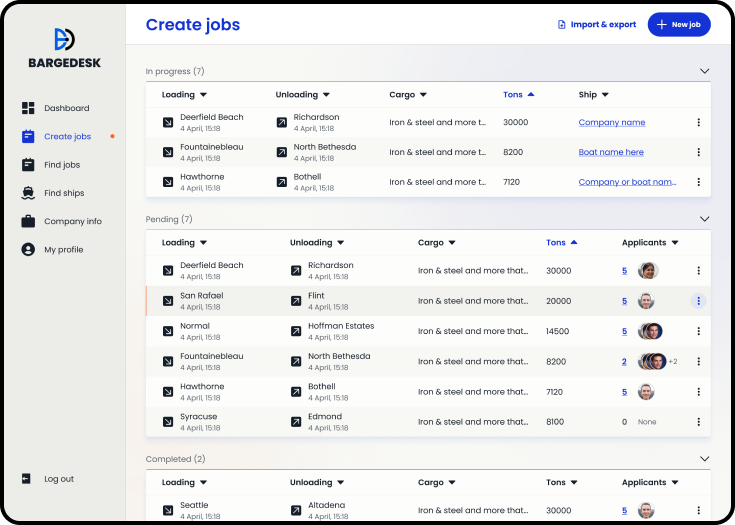 BARGEDESK
Dashboard
Create jobs
Find jobs
Find ships
Company info
My profile
Log out
Create jobs
Import & export
New job
In progress (7)
Loading Unloading Cargo Tons Ship
Deerfield Beach Richardson Iron & steel and more t... 30000 Company name
4 April, 15:18 4 April, 15:18
Fountainebleau North Bethesda Iron & steel and more t... 8200 Boat name here
4 April, 15:18 4 April, 15:18
Hawthorne Bothell Iron & steel and more t... 7120 Company or boat nam...
4 April, 15:18 4 April, 15:18
Pending (7)
Loading Unloading Cargo Tons Applicants
Deerfield Beach Richardson Iron & steel and more that... 30000 5
4 April, 15:18 4 April, 15:18
San Rafael Flint Iron & steel and more that... 20000 5
4 April, 15:18 4 April, 15:18
Normal Hoffman Estates Iron & steel and more that... 14500 5
4 April, 15:18 4 April, 15:18
Fountainebleau North Bethesda Iron & steel and more that... 8200 2 +2
4 April, 15:18 4 April, 15:18
Hawthorne Bothell Iron & steel and more that... 7120 5
4 April, 15:18 4 April, 15:18
Syracuse Edmond Iron & steel and more that... 8100 0 None
4 April, 15:18 4 April, 15:18
Completed (2)
Loading Unloading Cargo Tons Applicants
Seattle Altadena Iron & steel and more that... 30000 5
4 April, 15:18 4 April, 15:18